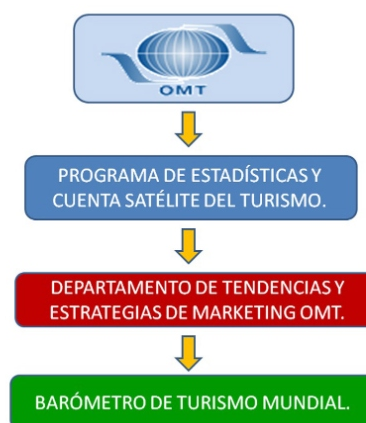 OMT
PROGRAMA DE ESTADÍSTICAS Y
CUENTA SATÉLITE DEL TURISMO.
DEPARTAMENTO DE TENDENCIAS Y
ESTRATEGIAS DE MARKETING OMT.
BARÓMETRO DE TURISMO MUNDIAL.